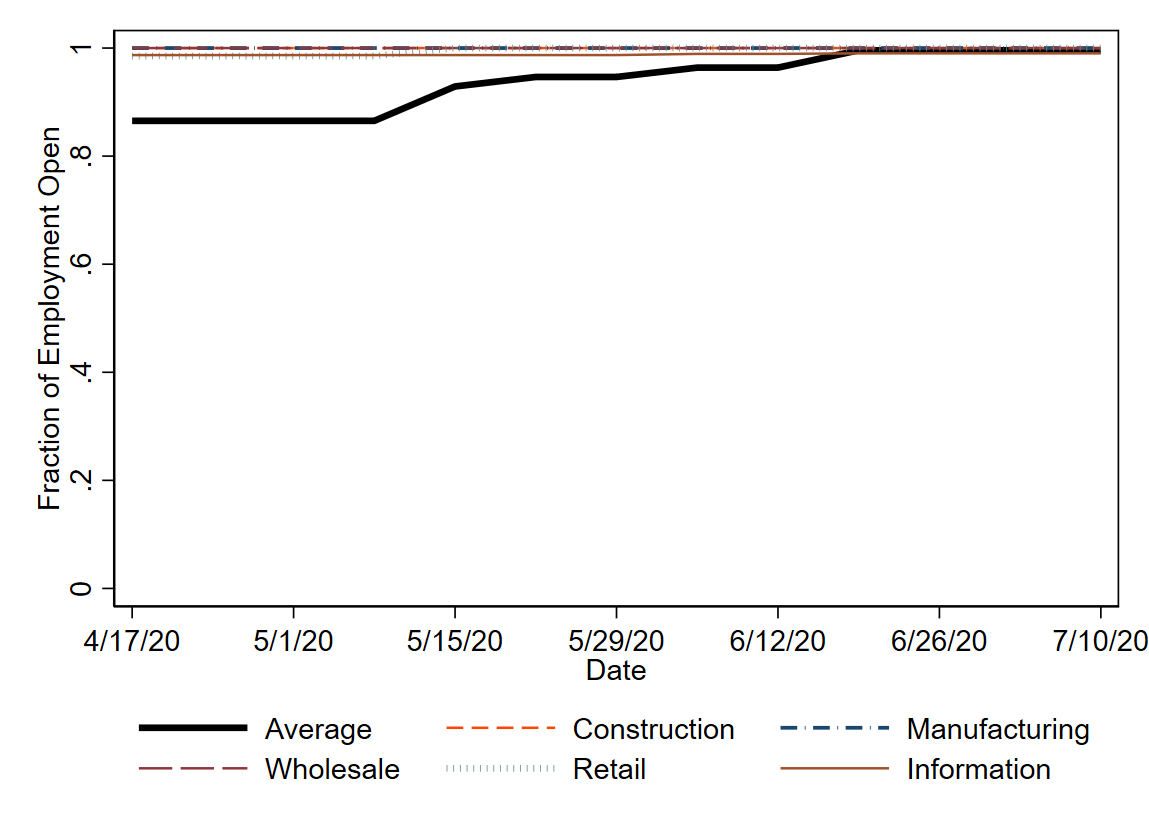 Fraction of Employment Open
1
.8
.6
.4
.2
0
4/17/20 5/1/20 5/15/20 5/29/20 6/12/20 6/26/20 7/10/20
Date
Average Construction Manufacturing
Wholesale Retail Information